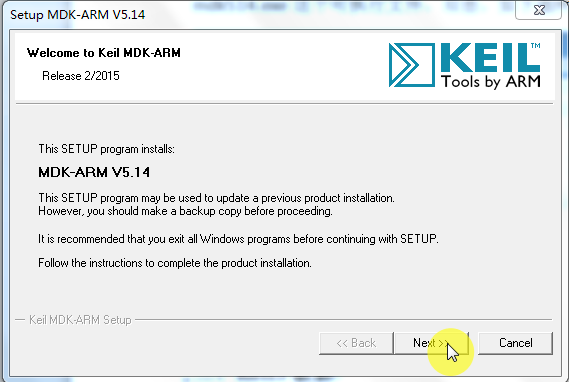 Setup MDK-ARM V5.14
Welcome to Keil MDK-ARM
Release 2/2015
KEIL™
Tools by ARM
This SETUP program installs:
MDK-ARM V5.14
This SETUP program may be used to update a previous product installation.
However, you should make a backup copy before proceeding.
It is recommended that you exit all Windows programs before continuing with SETUP.
Follow the instructions to complete the product installation.
Keil MDK-ARM Setup
<< Back
Next >>
Cancel